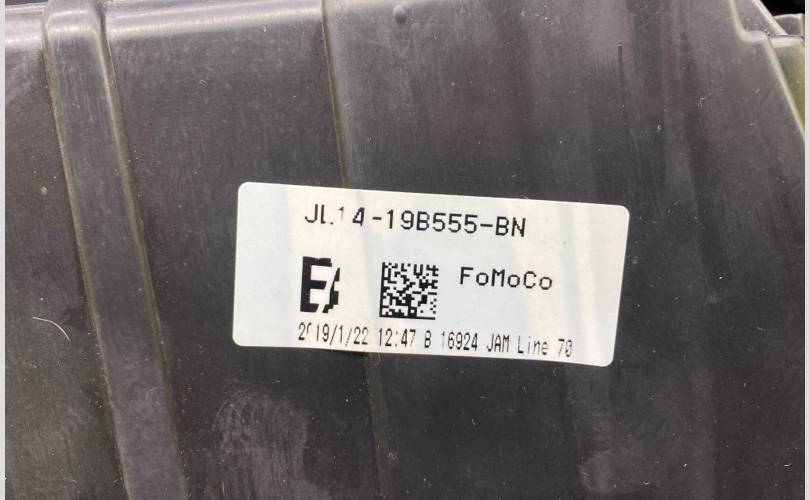 JL14-19B555-BN
FoMoCo
2019/1/22 12:47 B 16924 JAM Line 70